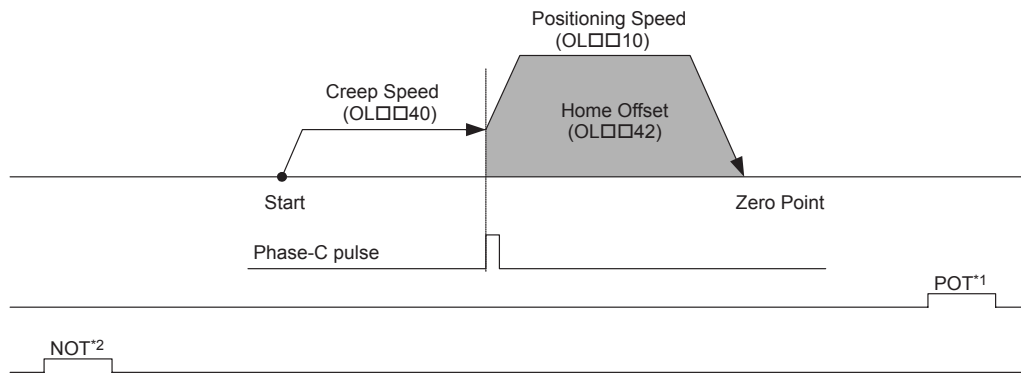 Positioning Speed
(OL□□10)
Creep Speed
(OL□□40)
Home Offset
(OL□□42)
Start
Zero Point
Phase-C pulse
POT*1
NOT*2